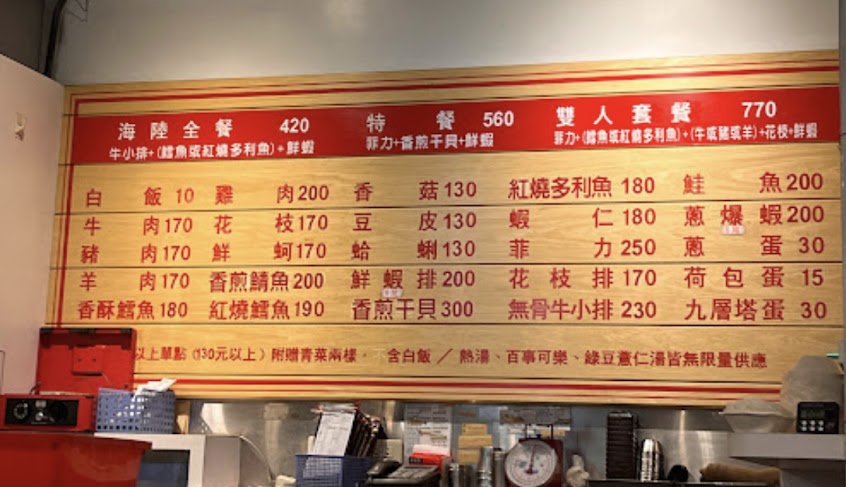 海陸全餐 420 特餐 560 雙人套餐 770
牛小排+(鱈魚或紅燒多利魚)+鮮蝦 菲力+香煎干貝+鮮蝦 菲力+(鱈魚或紅燒多利魚)+(牛或豬或羊)+花枝+鮮蝦
白飯 10 雞肉 200 香菇 130 紅燒多利魚 180 鮭魚 200
牛肉 170 花枝 170 豆皮 130 蝦仁 180 蔥爆蝦 200
豬肉 170 鮮蚵 170 蛤蜊 130 菲力 250 蔥蛋 30
羊肉 170 香煎鯖魚 200 鮮蝦排 200 花枝排 170 荷包蛋 15
香酥鱈魚 180 紅燒鱈魚 190 香煎干貝 300 無骨牛小排 230 九層塔蛋 30
以上單點(130元以上)附贈青菜兩樣, 含白飯/熱湯、百事可樂、綠豆薏仁湯皆無限量供應